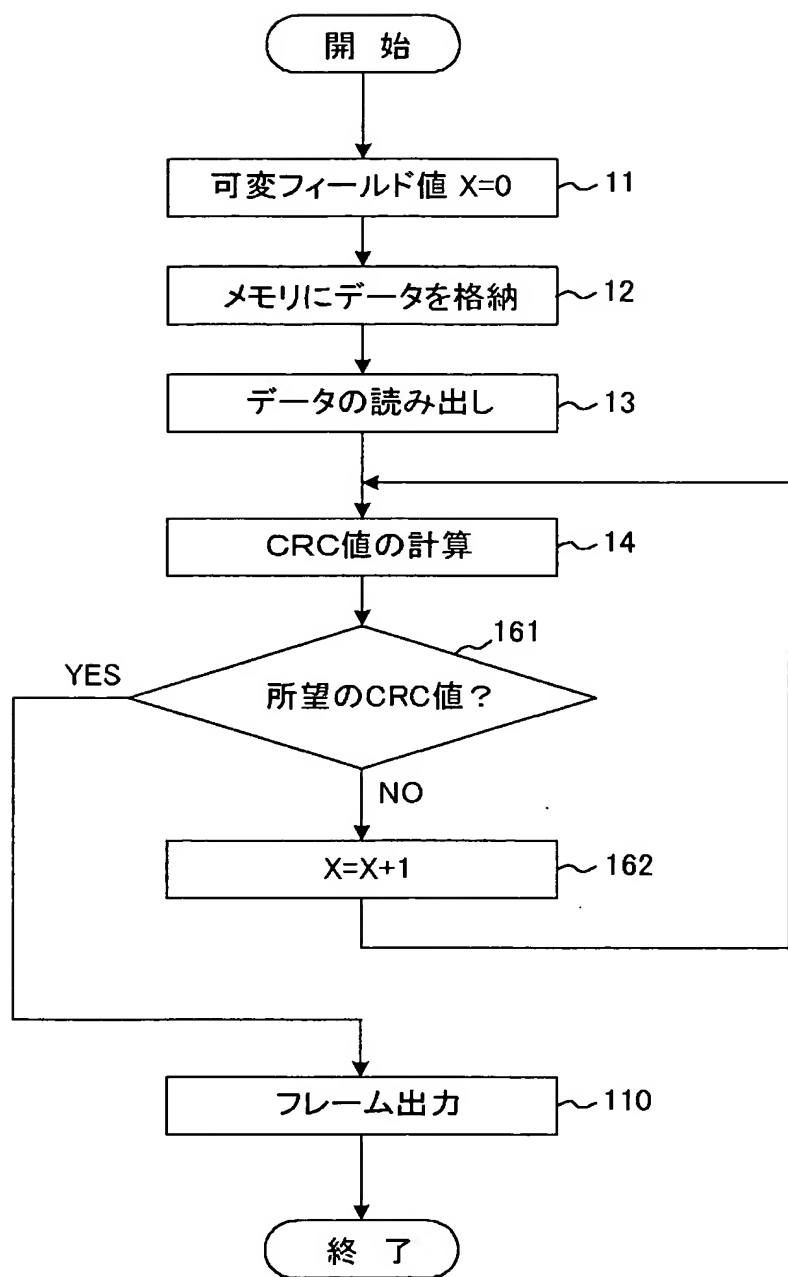 開 始
可変フィールド値 X=0
11
メモリにデータを格納
12
データの読み出し
13
CRC値の計算
14
161
YES
所望のCRC値？
NO
X=X+1
162
フレーム出力
110
終 了